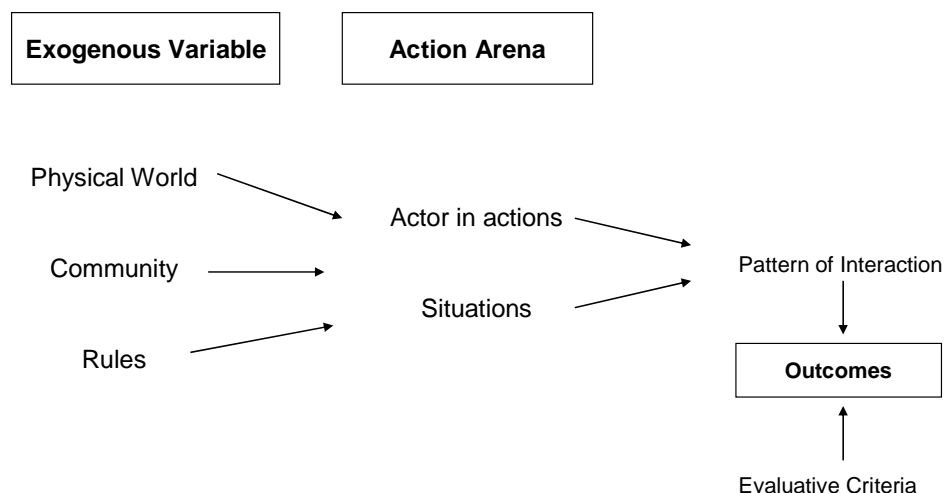 Exogenous Variable
Action Arena
Physical World
Actor in actions
Community
Pattern of Interaction
Situations
Rules
Outcomes
Evaluative Criteria